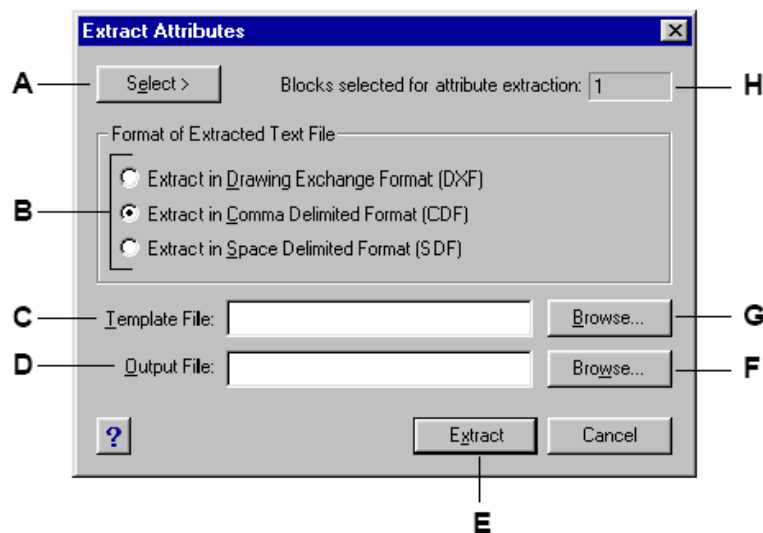 Extract Attributes
A Select > Blocks selected for attribute extraction: 1 H
Format of Extracted Text File
Extract in Drawing Exchange Format (DXF)
B Extract in Comma Delimited Format (CDF)
Extract in Space Delimited Format (SDF)
C Template File: Browse... G
D Output File: Browse... F
? Extract Cancel
E